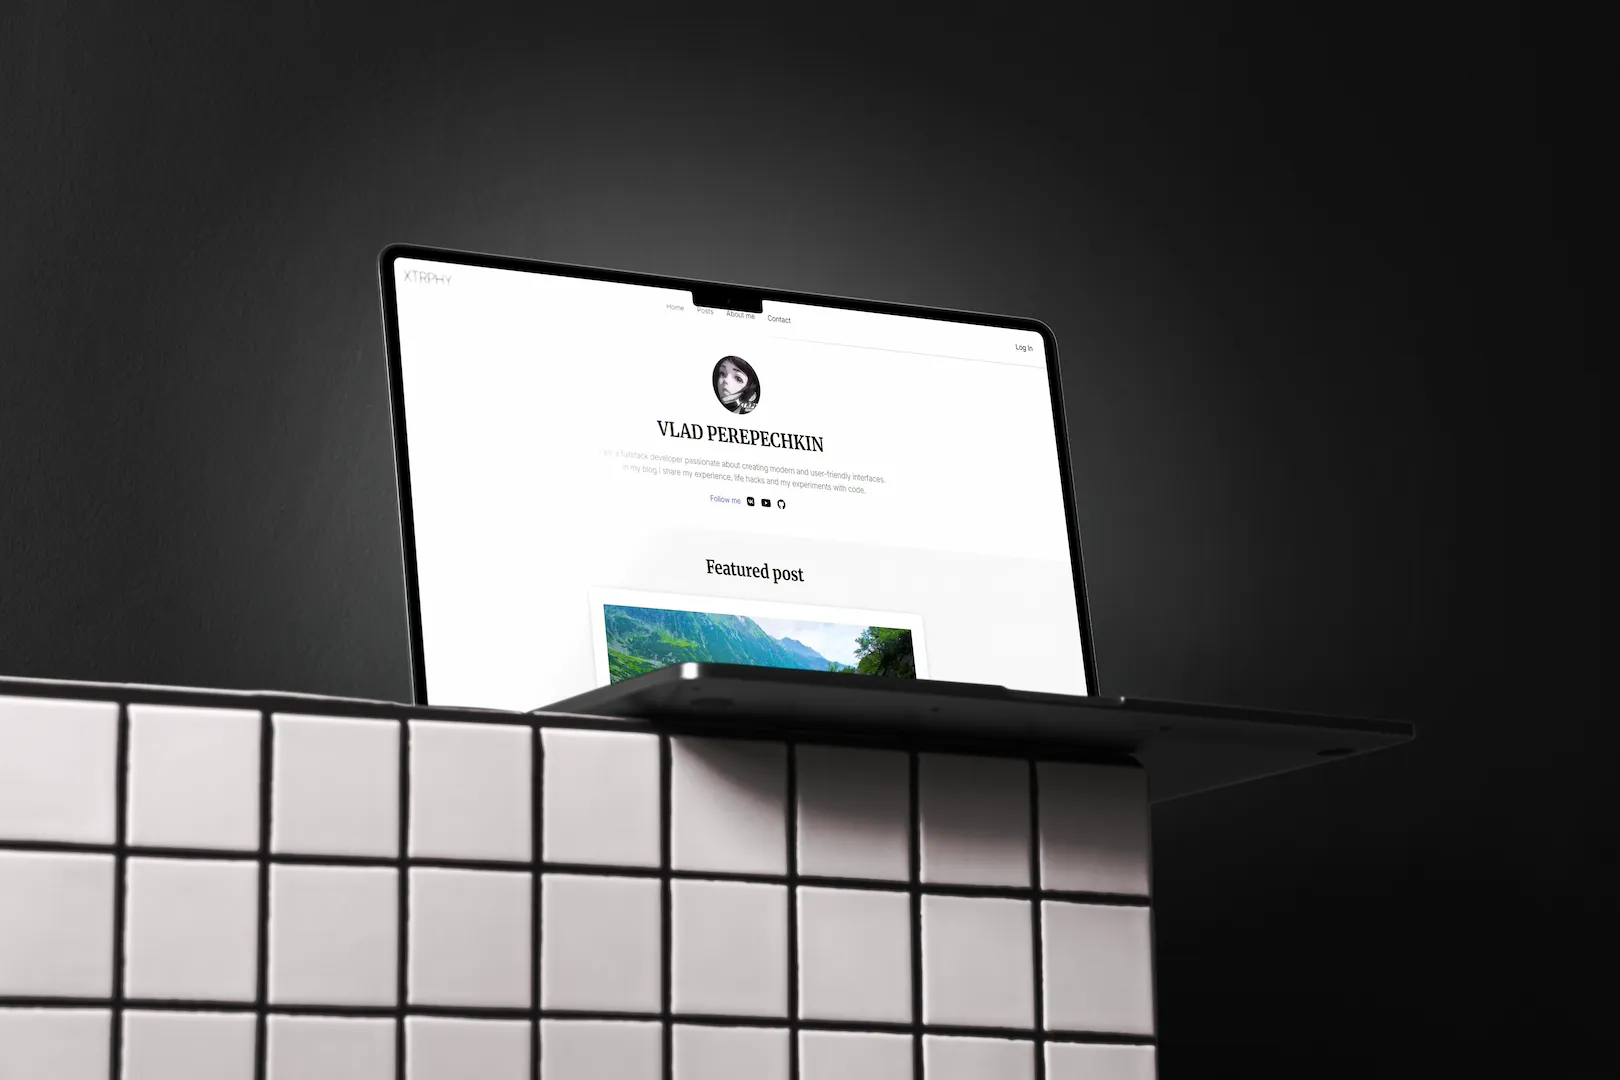 XTRPHY
Home Posts About me Contact
Log In
VLAD PEREPECHKIN
a fullstack developer passionate about creating modern and user-friendly interfaces.
in my blog I share my experience, life hacks and my experiments with code.
Follow me
Featured post